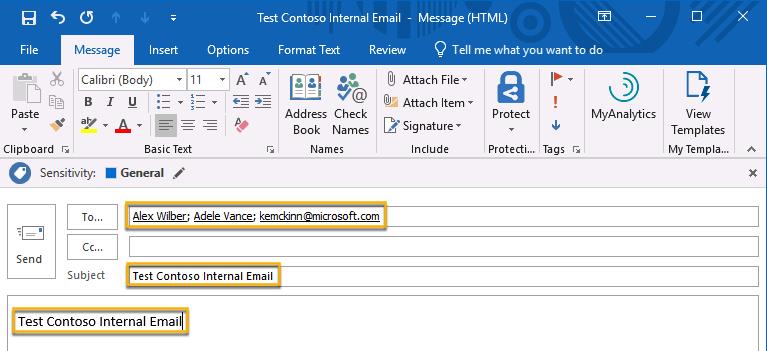 Test Contoso Internal Email - Message (HTML)
File Message Insert Options Format Text Review Tell me what you want to do
Calibri (Body) 11 Attach File
Paste B I U Address Book Check Names Attach Item Protect MyAnalytics View Templates
A A Signature
Clipboard Basic Text Names Include Protecti... Tags My Templa...
Sensitivity: General
To... Alex Wilber; Adele Vance; kemckinn@microsoft.com
Send Cc...
Subject Test Contoso Internal Email
Test Contoso Internal Email